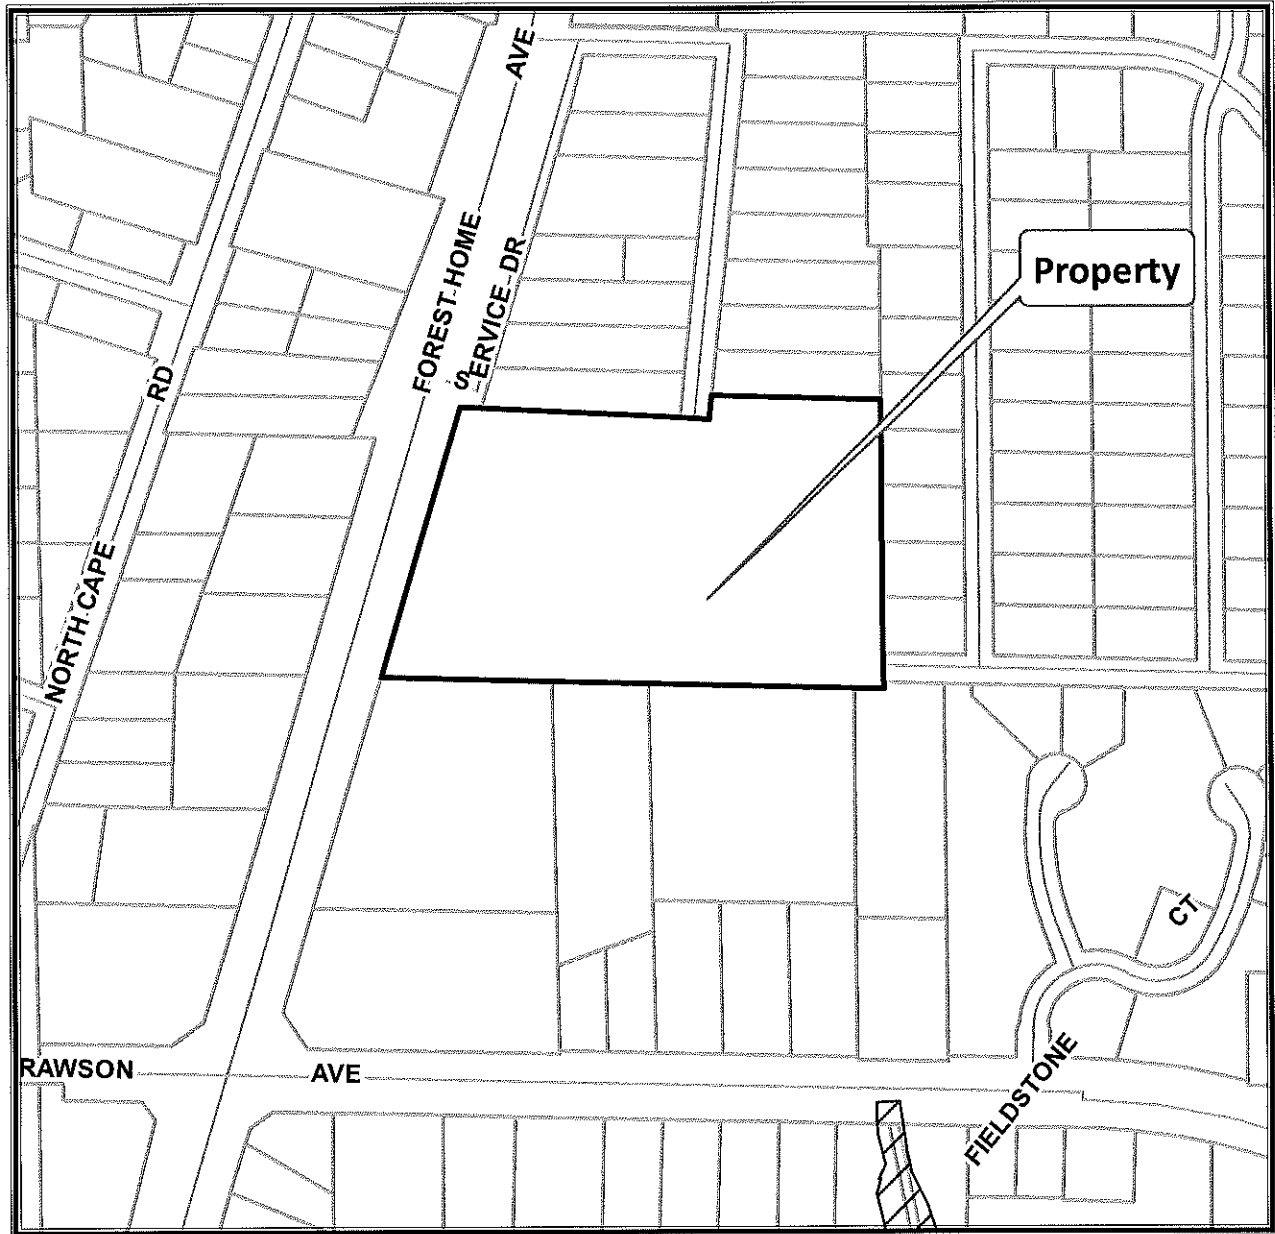 FOREST HOME AVE
SERVICE DR
Property
NORTH CAPE RD
CT
RAWSON AVE
FIELDSTONE